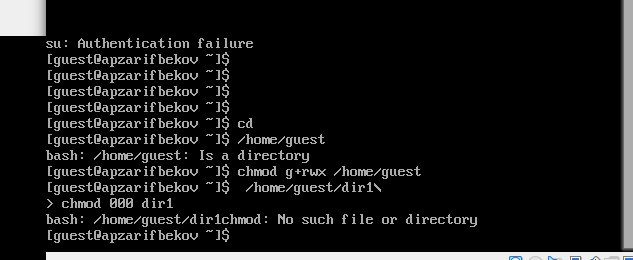 su: Authentication failure
[guest@apzarifbekov ~]$
[guest@apzarifbekov ~]$
[guest@apzarifbekov ~]$
[guest@apzarifbekov ~]$
[guest@apzarifbekov ~]$ cd
[guest@apzarifbekov ~]$ /home/guest
bash: /home/guest: Is a directory
[guest@apzarifbekov ~]$ chmod g+rwx /home/guest
[guest@apzarifbekov ~]$  /home/guest/dir1\
> chmod 000 dir1
bash: /home/guest/dir1chmod: No such file or directory
[guest@apzarifbekov ~]$